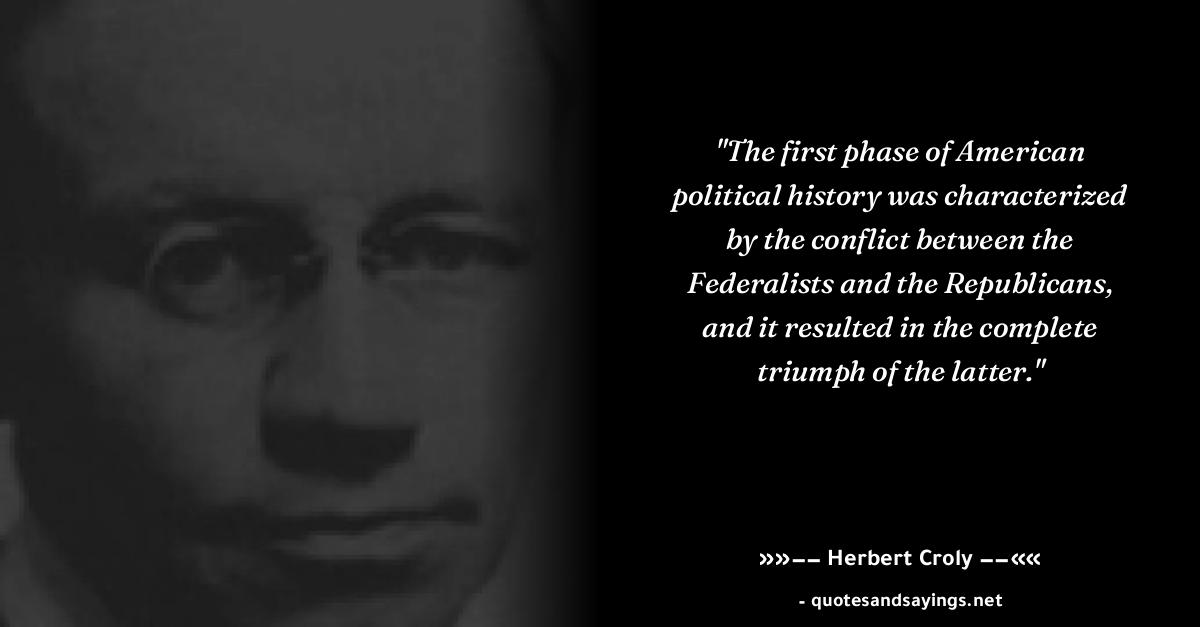 "The first phase of American
political history was characterized
by the conflict between the
Federalists and the Republicans,
and it resulted in the complete
triumph of the latter."
»»−− Herbert Croly −−««
- quotesandsayings.net